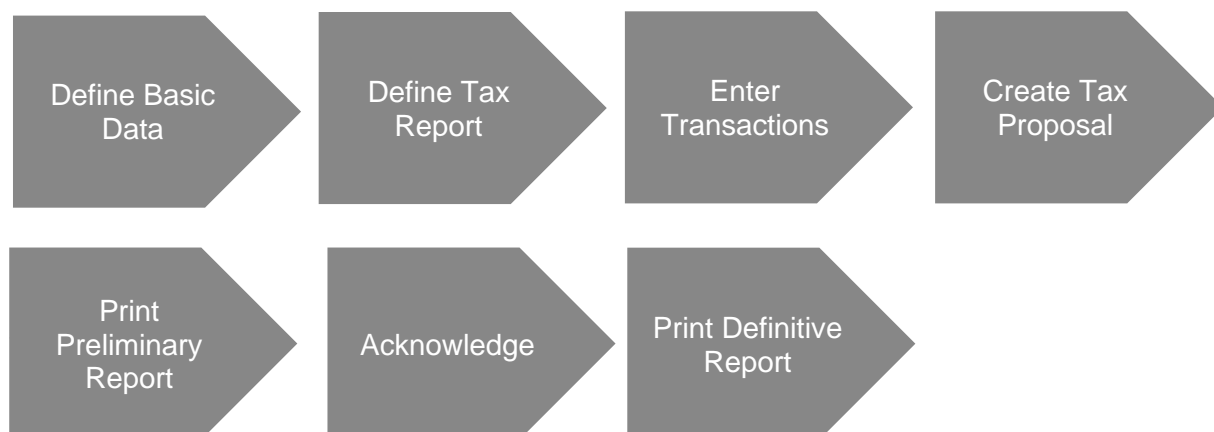 Define Basic
Data
Define Tax
Report
Enter
Transactions
Create Tax
Proposal
Print
Preliminary
Report
Acknowledge
Print Definitive
Report